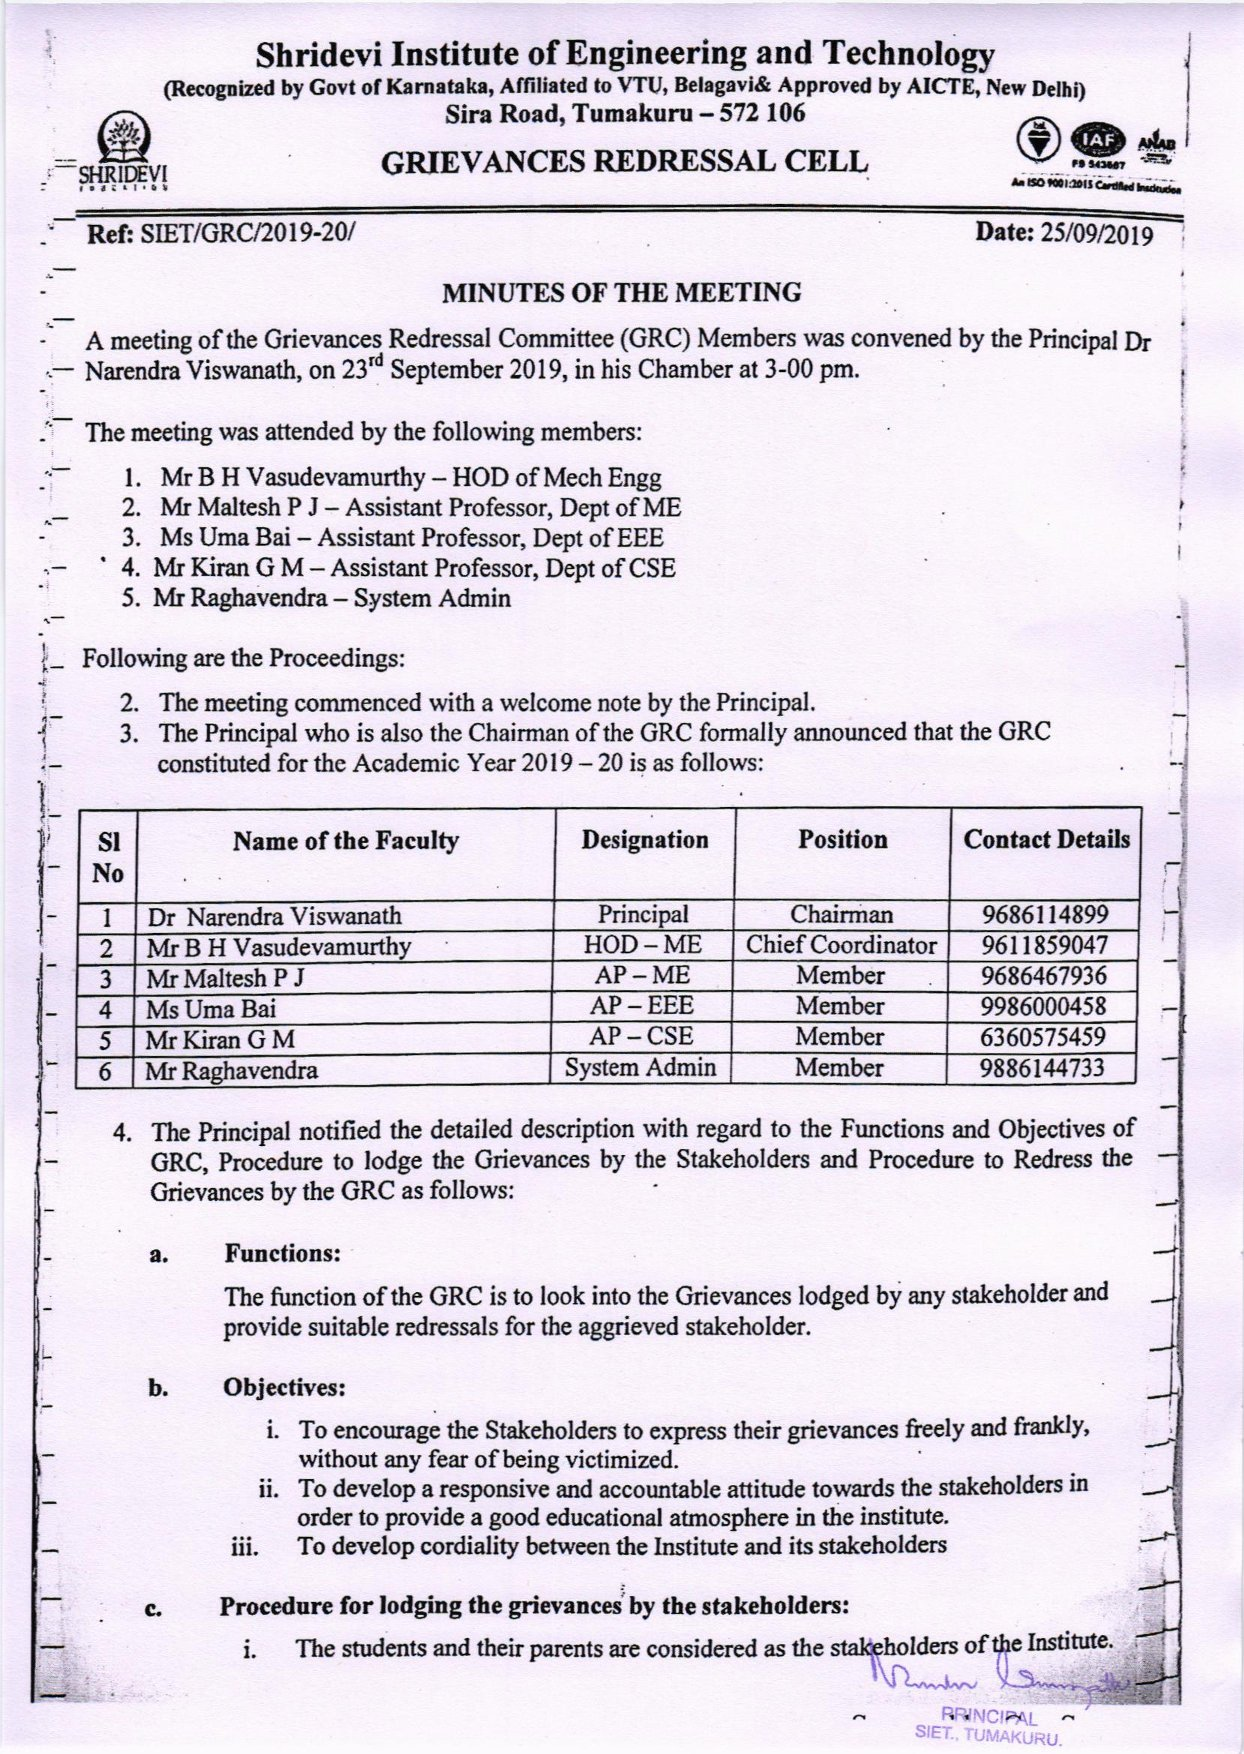 Shridevi Institute of Engineering and Technology
(Recognized by Govt of Karnataka, Affiliated to VTU, Belagavi& Approved by AICTE, New Delhi)
Sira Road, Tumakuru – 572 106
GRIEVANCES REDRESSAL CELL
SHRIDEVI
EDUCATION
IAF
ANAB
FS 543667
An ISO 9001:2015 Certified Institution
Ref: SIET/GRC/2019-20/ Date: 25/09/2019
MINUTES OF THE MEETING
A meeting of the Grievances Redressal Committee (GRC) Members was convened by the Principal Dr
Narendra Viswanath, on 23rd September 2019, in his Chamber at 3-00 pm.
The meeting was attended by the following members:
1. Mr B H Vasudevamurthy – HOD of Mech Engg
2. Mr Maltesh P J – Assistant Professor, Dept of ME
3. Ms Uma Bai – Assistant Professor, Dept of EEE
4. Mr Kiran G M – Assistant Professor, Dept of CSE
5. Mr Raghavendra – System Admin
Following are the Proceedings:
2. The meeting commenced with a welcome note by the Principal.
3. The Principal who is also the Chairman of the GRC formally announced that the GRC
constituted for the Academic Year 2019 – 20 is as follows:
Sl No Name of the Faculty Designation Position Contact Details
1 Dr Narendra Viswanath Principal Chairman 9686114899
2 Mr B H Vasudevamurthy HOD – ME Chief Coordinator 9611859047
3 Mr Maltesh P J AP – ME Member 9686467936
4 Ms Uma Bai AP – EEE Member 9986000458
5 Mr Kiran G M AP – CSE Member 6360575459
6 Mr Raghavendra System Admin Member 9886144733
4. The Principal notified the detailed description with regard to the Functions and Objectives of
GRC, Procedure to lodge the Grievances by the Stakeholders and Procedure to Redress the
Grievances by the GRC as follows:
a. Functions:
The function of the GRC is to look into the Grievances lodged by any stakeholder and
provide suitable redressals for the aggrieved stakeholder.
b. Objectives:
i. To encourage the Stakeholders to express their grievances freely and frankly,
without any fear of being victimized.
ii. To develop a responsive and accountable attitude towards the stakeholders in
order to provide a good educational atmosphere in the institute.
iii. To develop cordiality between the Institute and its stakeholders
c. Procedure for lodging the grievances by the stakeholders:
i. The students and their parents are considered as the stakeholders of the Institute.
PRINCIPAL
SIET., TUMAKURU.